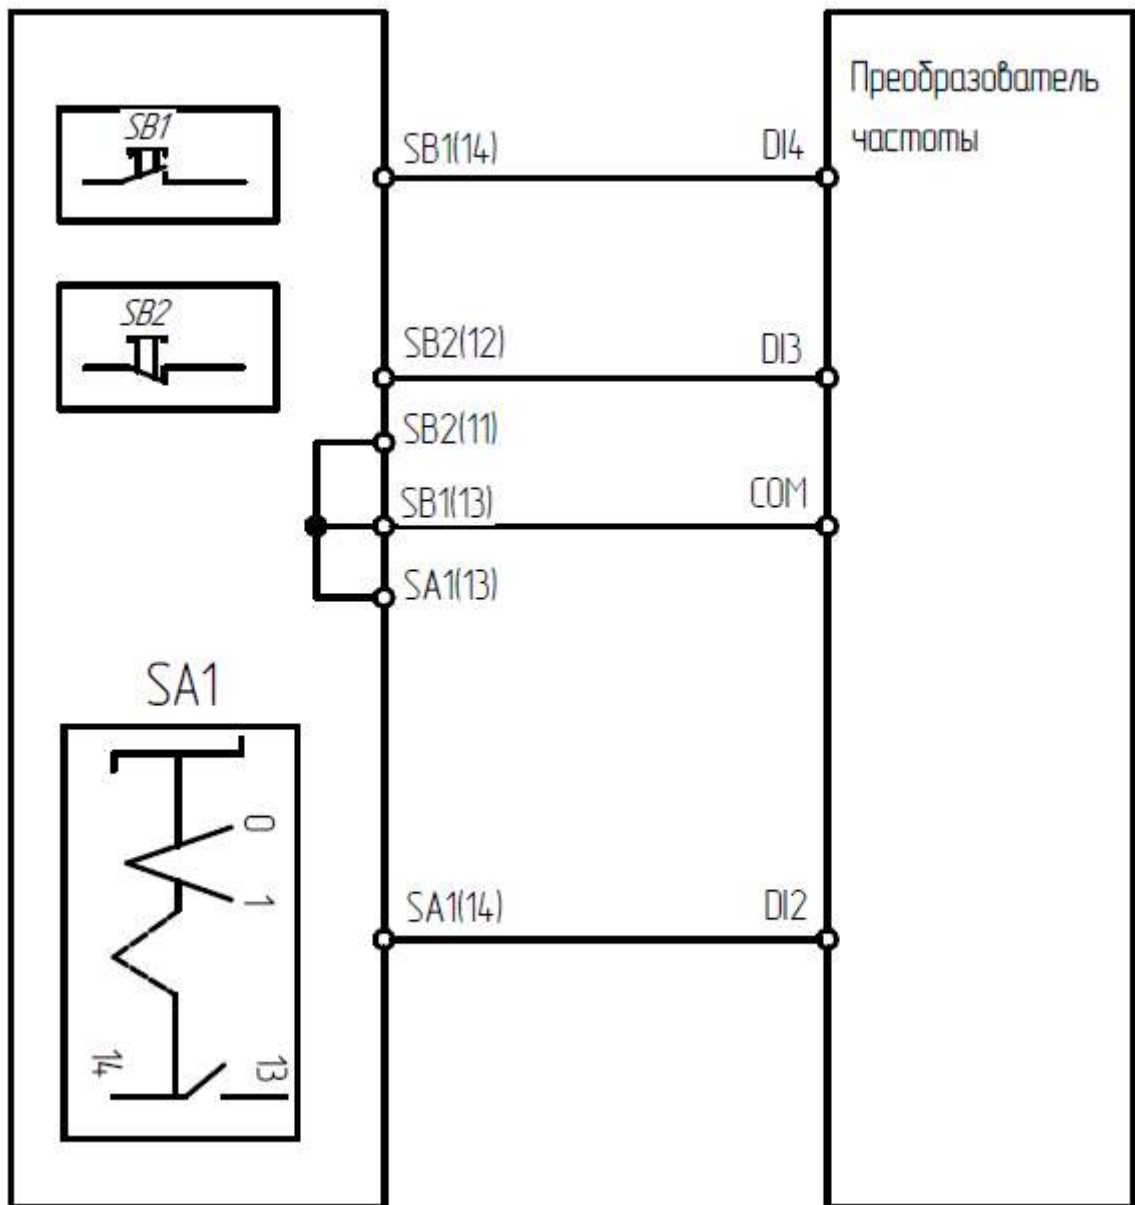 SB1
SB2
SB1(14)
DI4
SB2(12)
DI3
SB2(11)
SB1(13)
COM
SA1(13)
SA1
0
1
14
13
SA1(14)
DI2
Преобразователь
частоты